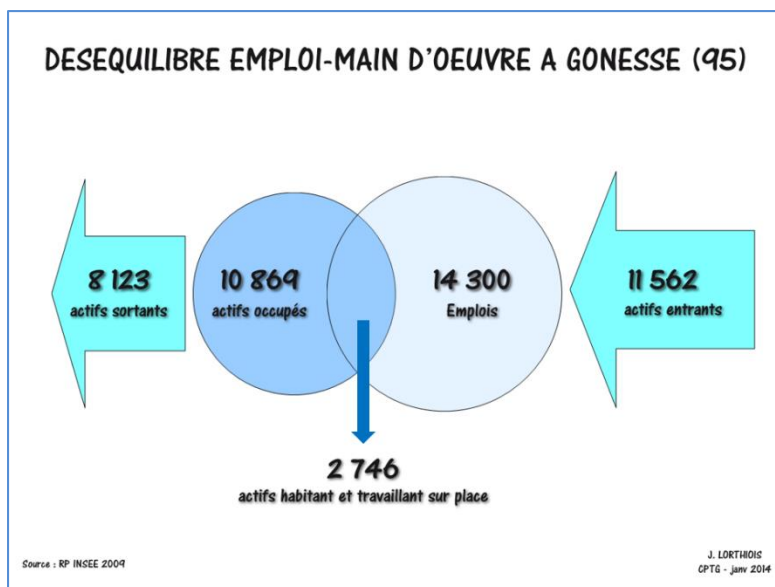 DESEQUILIBRE EMPLOI-MAIN D'OEUVRE A GONESSE (95)
8 123
actifs sortants
10 869
actifs occupés
14 300
Emplois
11 562
actifs entrants
2 746
actifs habitant et travaillant sur place
Source : RP INSEE 2009
J. LORTHIOIS
CPTG - janv 2014